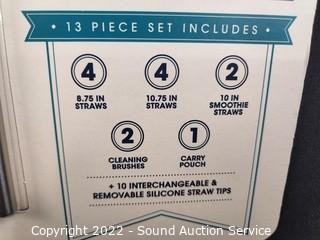 • 13 PIECE SET INCLUDES •
4 4 2
8.75 IN 10.75 IN 10 IN
STRAWS STRAWS SMOOTHIE
STRAWS
2 1
CLEANING CARRY
BRUSHES POUCH
+ 10 INTERCHANGEABLE &
REMOVABLE SILICONE STRAW TIPS
Copyright 2022 - Sound Auction Service